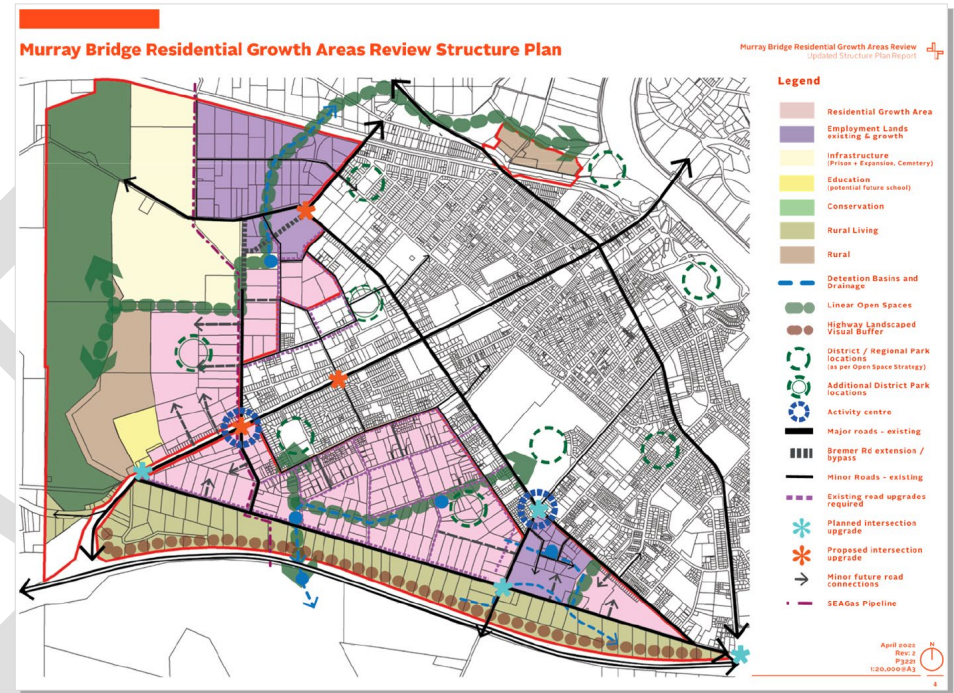 Murray Bridge Residential Growth Areas Review Structure Plan
Murray Bridge Residential Growth Areas Review
Updated Structure Plan Report
Legend
Residential Growth Area
Employment Lands
existing & growth
Infrastructure
(Prison + Expansion, Cemetery)
Education
(potential future school)
Conservation
Rural Living
Rural
Detention Basins and
Drainage
Linear Open Spaces
Highway Landscaped
Visual Buffer
District / Regional Park
locations
(as per Open Space Strategy)
Additional District Park
locations
Activity centre
Major roads - existing
Bremer Rd extension /
bypass
Minor Roads - existing
Existing road upgrades
required
Planned intersection
upgrade
Proposed intersection
upgrade
Minor future road
connections
SEAGas Pipeline
April 2022
Rev: 2
P3221
1:20,000@A3
N
4